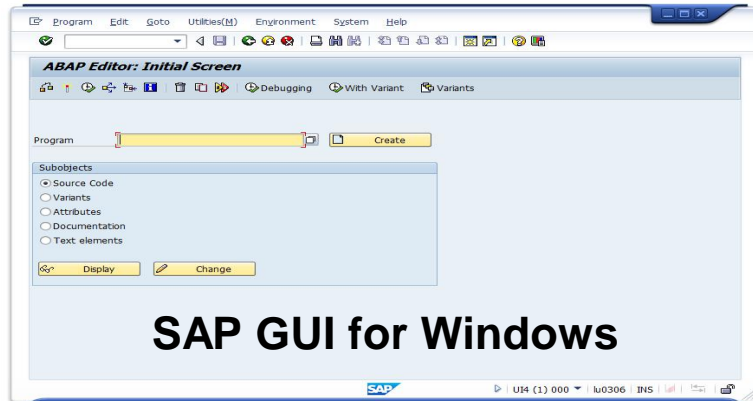 Program Edit Goto Utilities(M) Environment System Help
ABAP Editor: Initial Screen
Debugging With Variant Variants
Program Create
Subobjects
Source Code
Variants
Attributes
Documentation
Text elements
Display Change
SAP GUI for Windows
SAP UI4 (1) 000 lu0306 INS